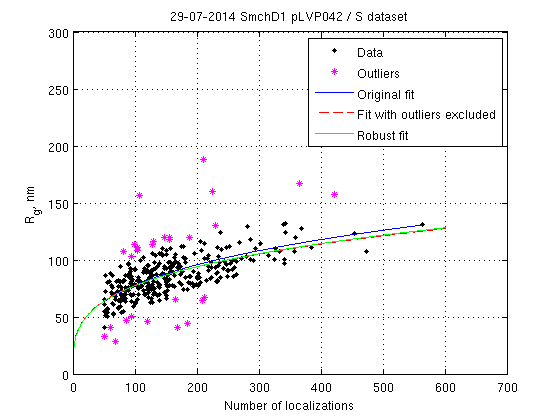 29-07-2014 SmchD1 pLVP042 / S dataset
300
250
200
150
100
50
0
Rg, nm
Data
Outliers
Original fit
Fit with outliers excluded
Robust fit
0 100 200 300 400 500 600 700
Number of localizations